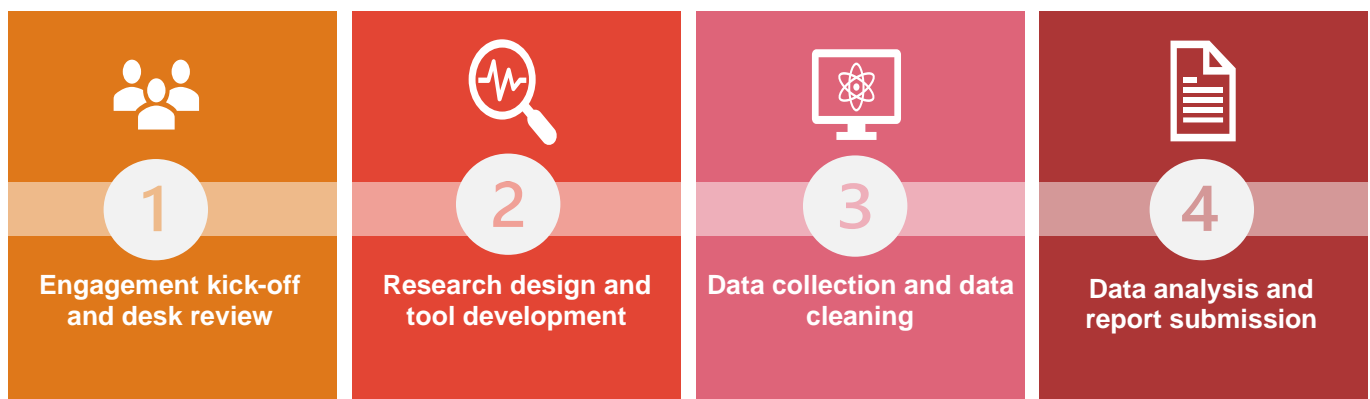 1
Engagement kick-off
and desk review
2
Research design and
tool development
3
Data collection and data
cleaning
4
Data analysis and
report submission